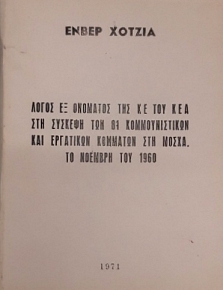 ΕΝΒΕΡ ΧΟΤΖΙΑ
ΛΟΓΟΣ ΕΞ ΟΝΟΜΑΤΟΣ ΤΗΣ ΚΕ ΤΟΥ ΚΕΑ
ΣΤΗ ΣΥΣΚΕΨΗ ΤΩΝ 81 ΚΟΜΜΟΥΝΙΣΤΙΚΩΝ
ΚΑΙ ΕΡΓΑΤΙΚΩΝ ΚΟΜΜΑΤΩΝ ΣΤΗ ΜΟΣΧΑ.
ΤΟ ΝΟΕΜΒΡΗ ΤΟΥ 1960
1971